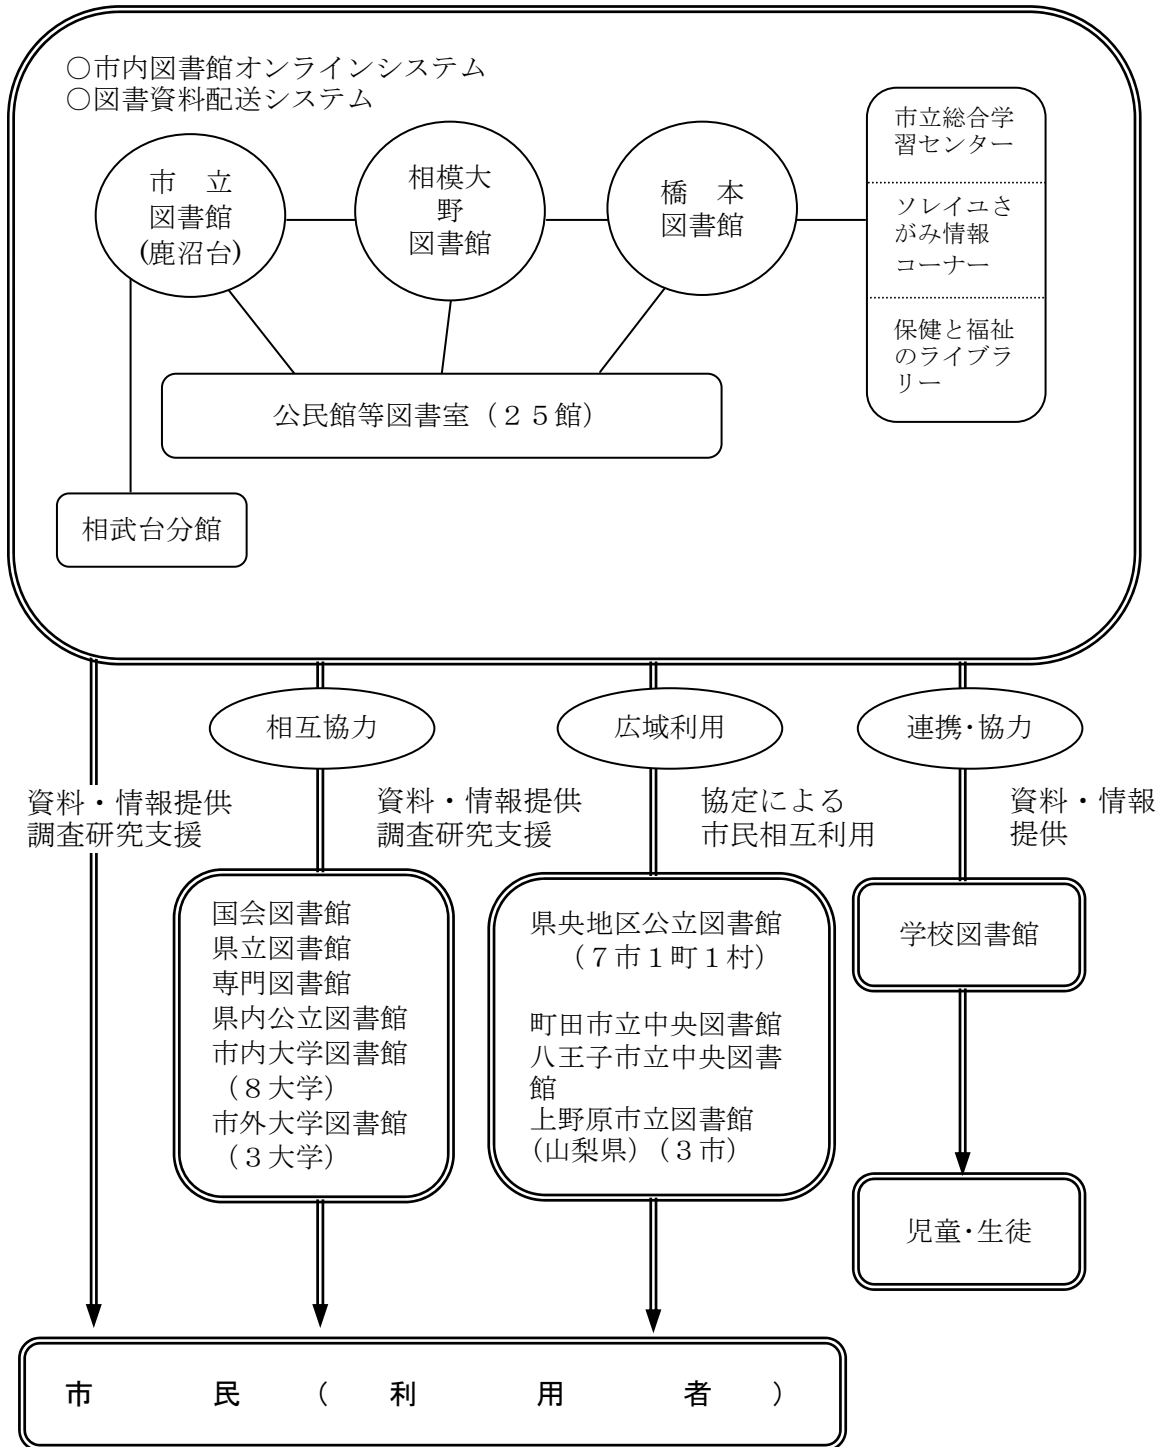 ○市内図書館オンラインシステム
○図書資料配送システム
市　立
図書館
(鹿沼台)
相模大
野
図書館
橋　本
図書館
市立総合学
習センター
ソレイユさ
がみ情報
コーナー
保健と福祉
のライブラ
リー
公民館等図書室（２５館）
相武台分館
相互協力
広域利用
連携･協力
資料・情報提供
調査研究支援
資料・情報提供
調査研究支援
協定による
市民相互利用
資料・情報
提供
国会図書館
県立図書館
専門図書館
県内公立図書館
市内大学図書館
（８大学）
市外大学図書館
（３大学）
県央地区公立図書館
（７市１町１村）
町田市立中央図書館
八王子市立中央図書
館
上野原市立図書館
(山梨県)（３市）
学校図書館
児童･生徒
市　民　（　利　用　者　）